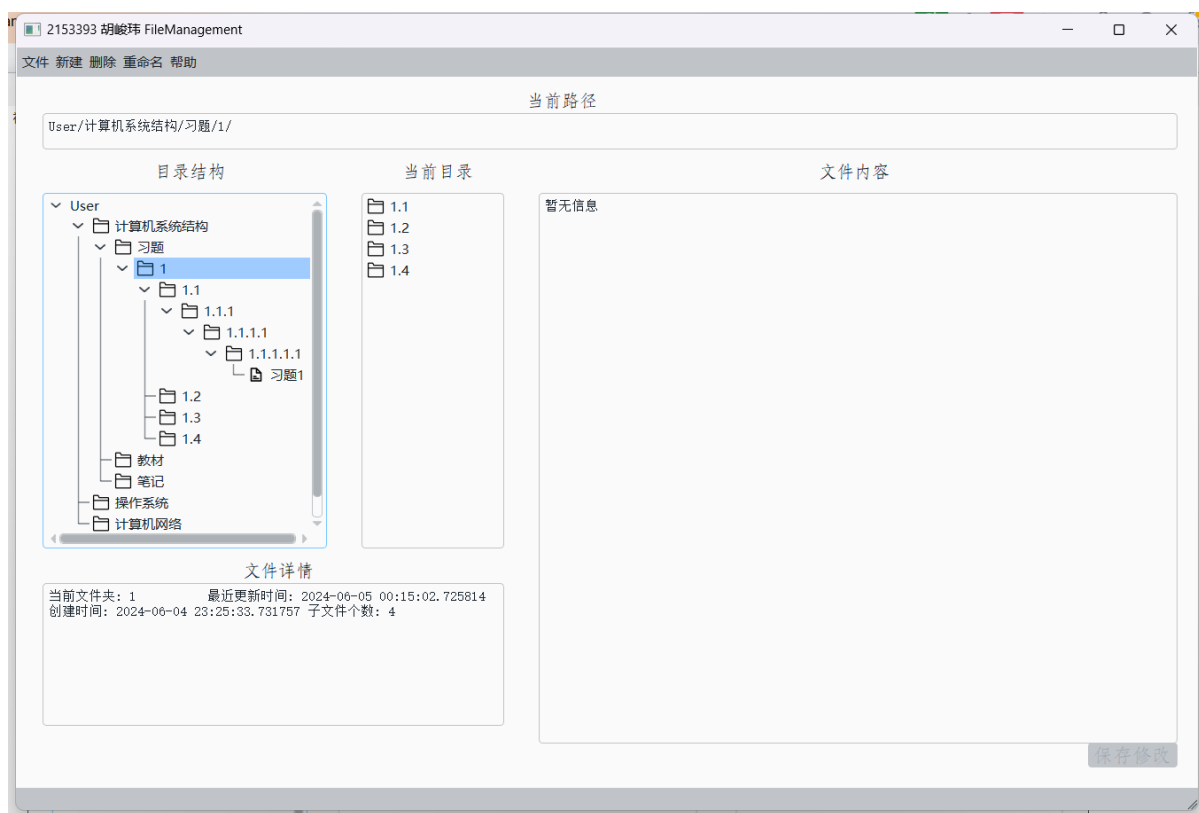 2153393 胡峻玮 FileManagement
文件 新建 删除 重命名 帮助
当前路径
User/计算机系统结构/习题/1/
目录结构
User
计算机系统结构
习题
1
1.1
1.1.1
1.1.1.1
1.1.1.1.1
习题1
1.2
1.3
1.4
教材
笔记
操作系统
计算机网络
当前目录
1.1
1.2
1.3
1.4
文件内容
暂无信息
文件详情
当前文件夹: 1 最近更新时间: 2024-06-05 00:15:02.725814
创建时间: 2024-06-04 23:25:33.731757 子文件个数: 4
保存修改